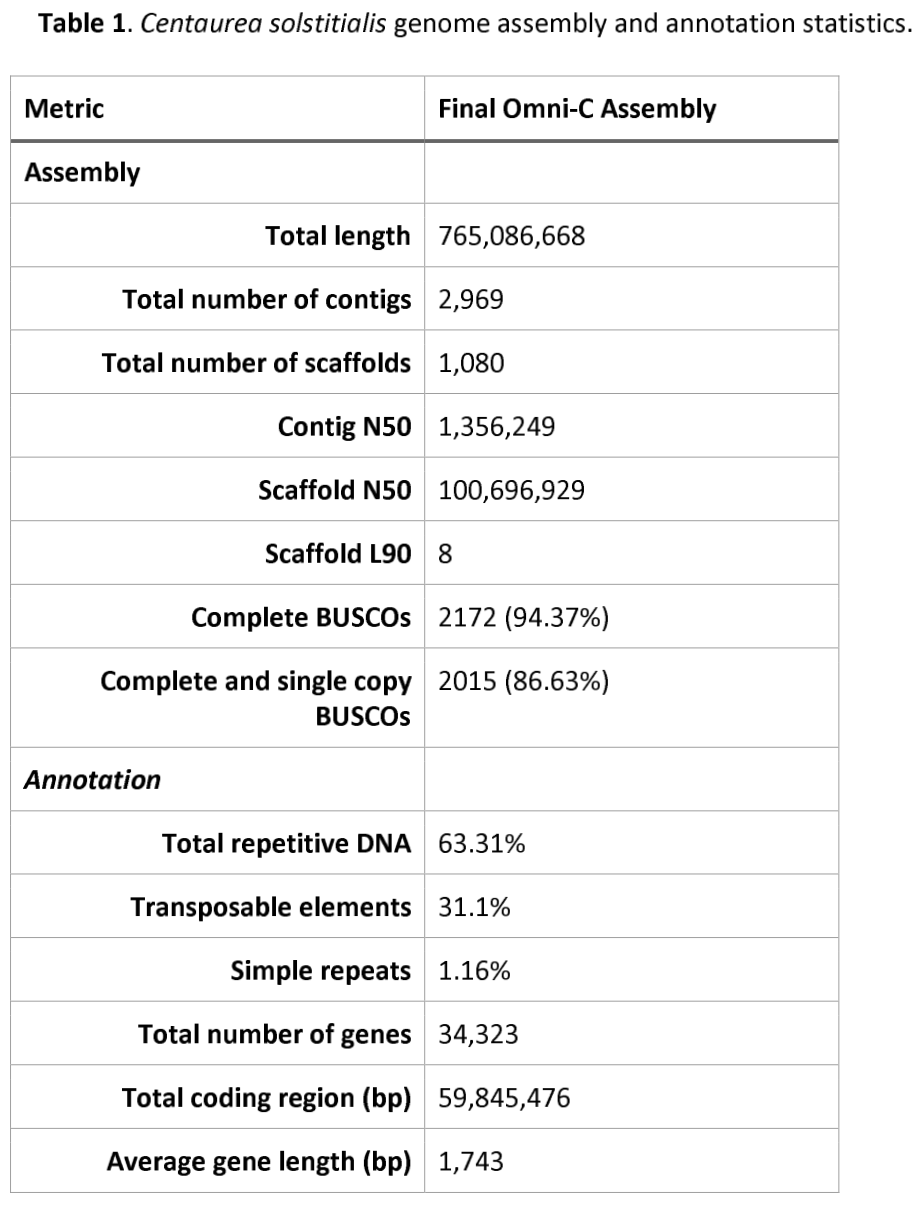 Table 1. Centaurea solstitialis genome assembly and annotation statistics.
Metric Final Omni-C Assembly
Assembly
Total length 765,086,668
Total number of contigs 2,969
Total number of scaffolds 1,080
Contig N50 1,356,249
Scaffold N50 100,696,929
Scaffold L90 8
Complete BUSCOs 2172 (94.37%)
Complete and single copy 2015 (86.63%)
BUSCOs
Annotation
Total repetitive DNA 63.31%
Transposable elements 31.1%
Simple repeats 1.16%
Total number of genes 34,323
Total coding region (bp) 59,845,476
Average gene length (bp) 1,743